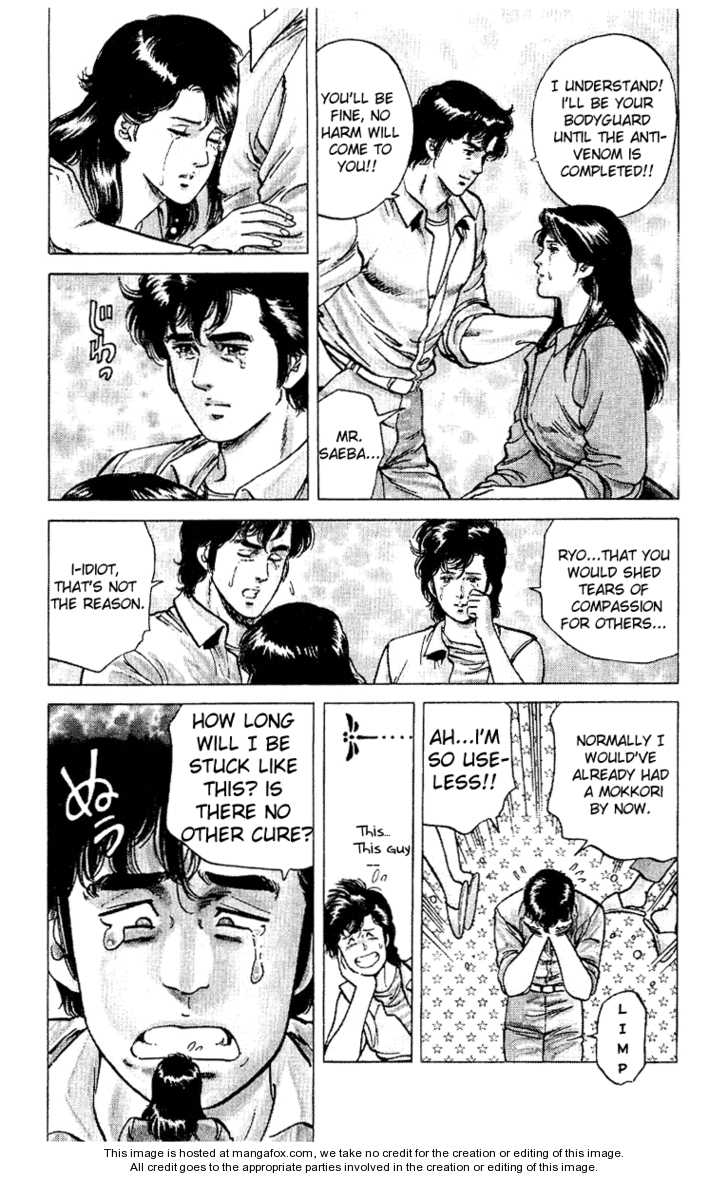 I UNDERSTAND!
I'LL BE YOUR
BODYGUARD
UNTIL THE ANTI-
VENOM IS
COMPLETED!!
YOU'LL BE
FINE, NO
HARM WILL
COME TO
YOU!!
MR.
SAEBA...
じわっ
RYO...THAT YOU
WOULD SHED
TEARS OF
COMPASSION
FOR OTHERS...
I-IDIOT,
THAT'S NOT
THE REASON.
NORMALLY I
WOULD'VE
ALREADY HAD
A MOKKORI
BY NOW.
AH...I'M
SO USE-
LESS!!
LIMP
This...
This Guy
HOW LONG
WILL I BE
STUCK LIKE
THIS? IS
THERE NO
OTHER CURE?
ぬう
This image is hosted at mangafox.com, we take no credit for the creation or editing of this image.
All credit goes to the appropriate parties involved in the creation or editing of this image.